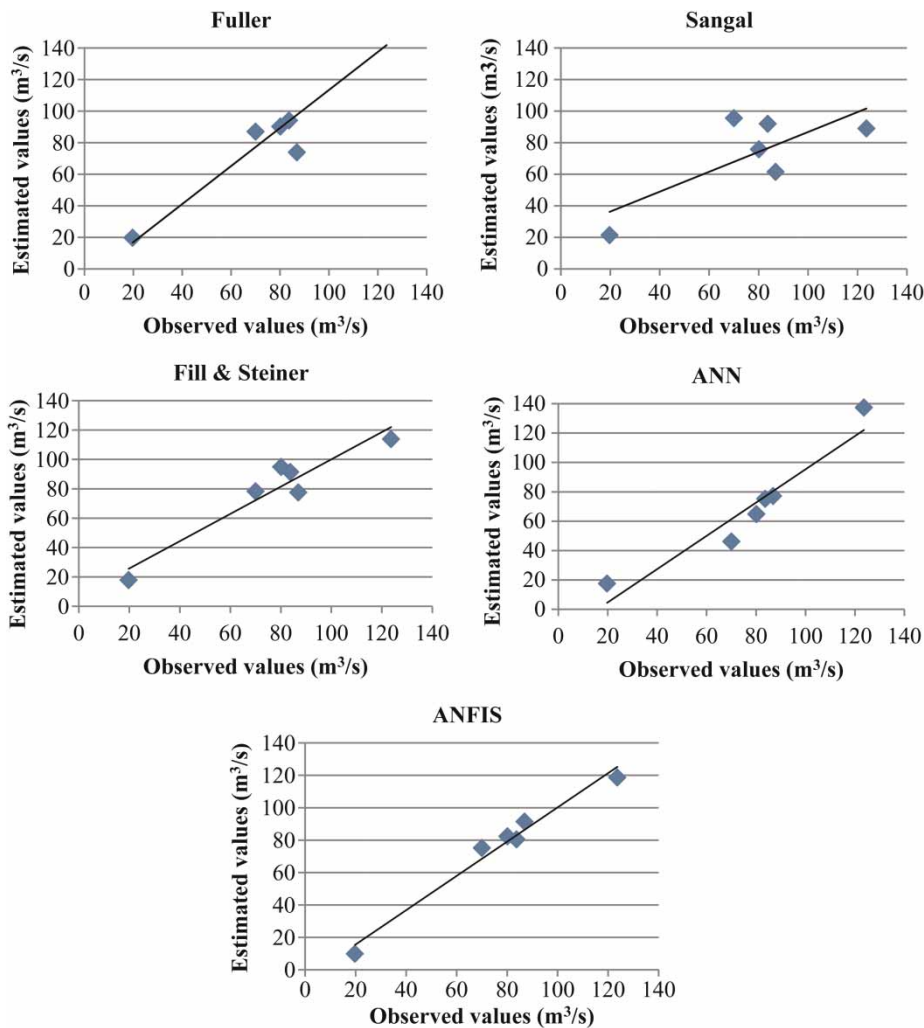 Fuller
Estimated values (m³/s)
140
120
100
80
60
40
20
0
0 20 40 60 80 100 120 140
Observed values (m³/s)
Sangal
Estimated values (m3/s)
140
120
100
80
60
40
20
0
0 20 40 60 80 100 120 140
Observed values (m³/s)
Fill & Steiner
Estimated values (m³/s)
140
120
100
80
60
40
20
0
0 20 40 60 80 100 120 140
Observed values (m³/s)
ANN
Estimated values (m³/s)
140
120
100
80
60
40
20
0
0 20 40 60 80 100 120 140
Observed values (m³/s)
ANFIS
Estimated values (m³/s)
140
120
100
80
60
40
20
0
0 20 40 60 80 100 120 140
Observed values (m³/s)